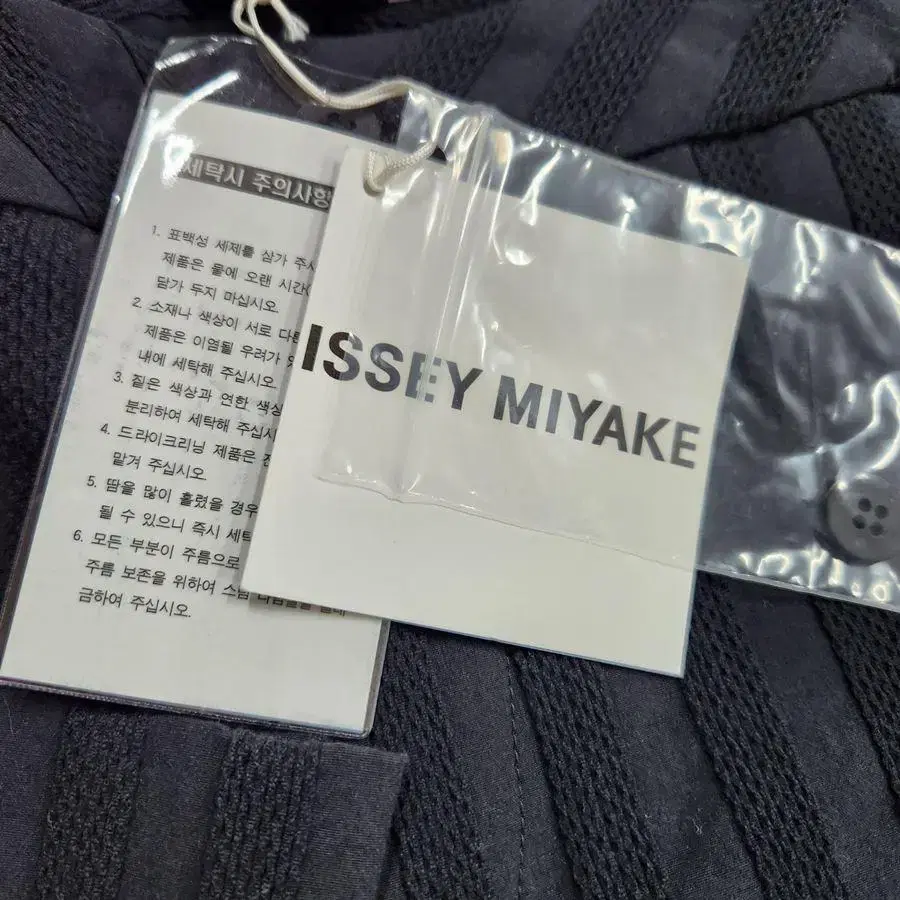 세탁시 주의사항
1. 표백성 세제를 삼가 주시
제품은 물에 오랜 시간
담가 두지 마십시오.
2. 소재나 색상이 서로 다른
제품은 이염될 우려가
내에 세탁해 주십시오
3. 짙은 색상과 연한 색상
분리하여 세탁해 주십시
4. 드라이크리닝 제품은 전
맡겨 주십시오.
5. 땀을 많이 흘렸을 경우
될 수 있으니 즉시 세탁
6. 모든 부분이 주름으로
주름 보존을 위하여 스팀
금하여 주십시오.
ISSEY MIYAKE